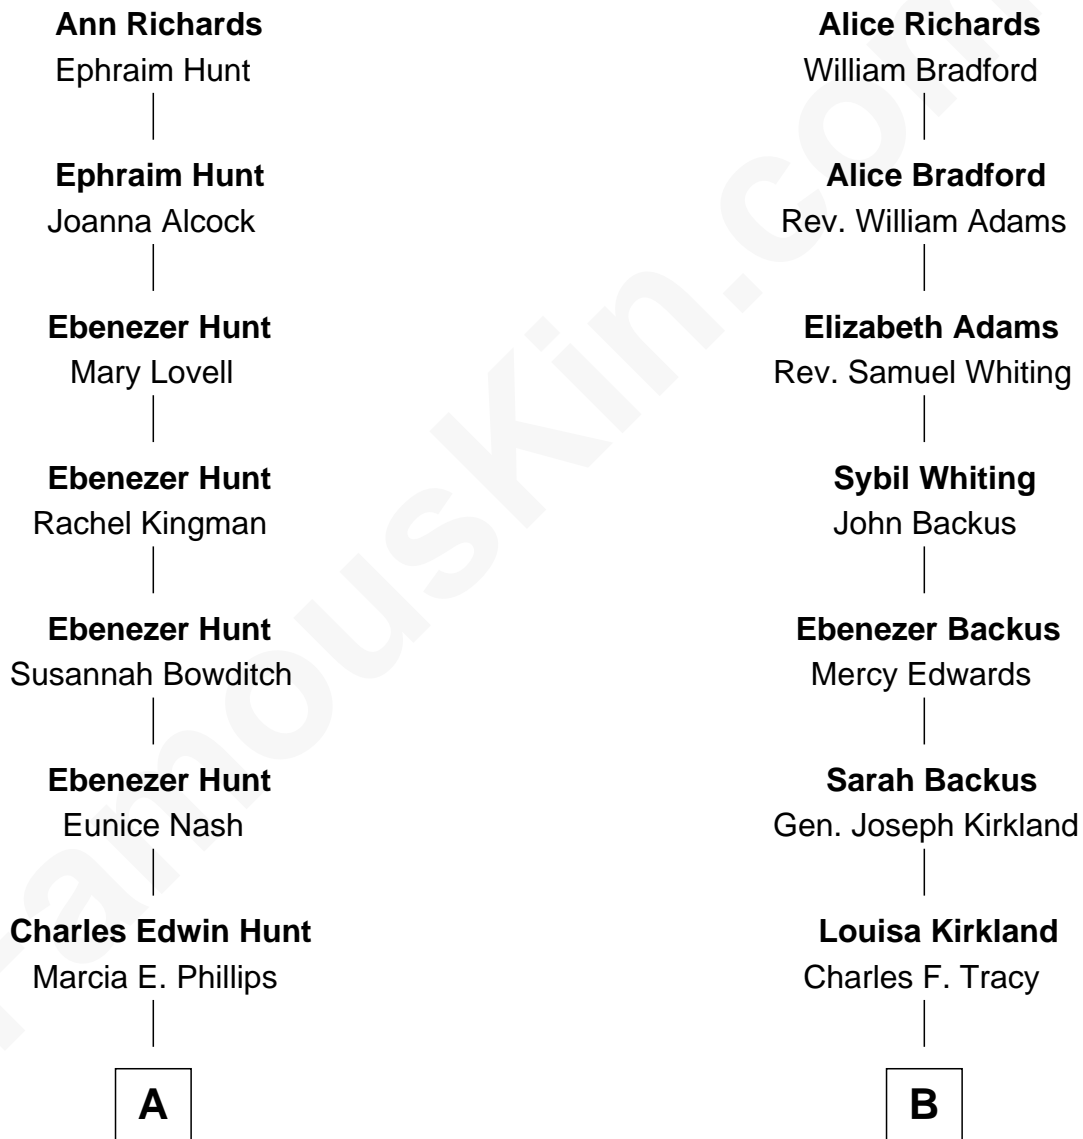 Ann Richards
Ephraim Hunt
Ephraim Hunt
Joanna Alcock
Ebenezer Hunt
Mary Lovell
Ebenezer Hunt
Rachel Kingman
Ebenezer Hunt
Susannah Bowditch
Ebenezer Hunt
Eunice Nash
Charles Edwin Hunt
Marcia E. Phillips
A
Alice Richards
William Bradford
Alice Bradford
Rev. William Adams
Elizabeth Adams
Rev. Samuel Whiting
Sybil Whiting
John Backus
Ebenezer Backus
Mercy Edwards
Sarah Backus
Gen. Joseph Kirkland
Louisa Kirkland
Charles F. Tracy
B
FamousKin.com